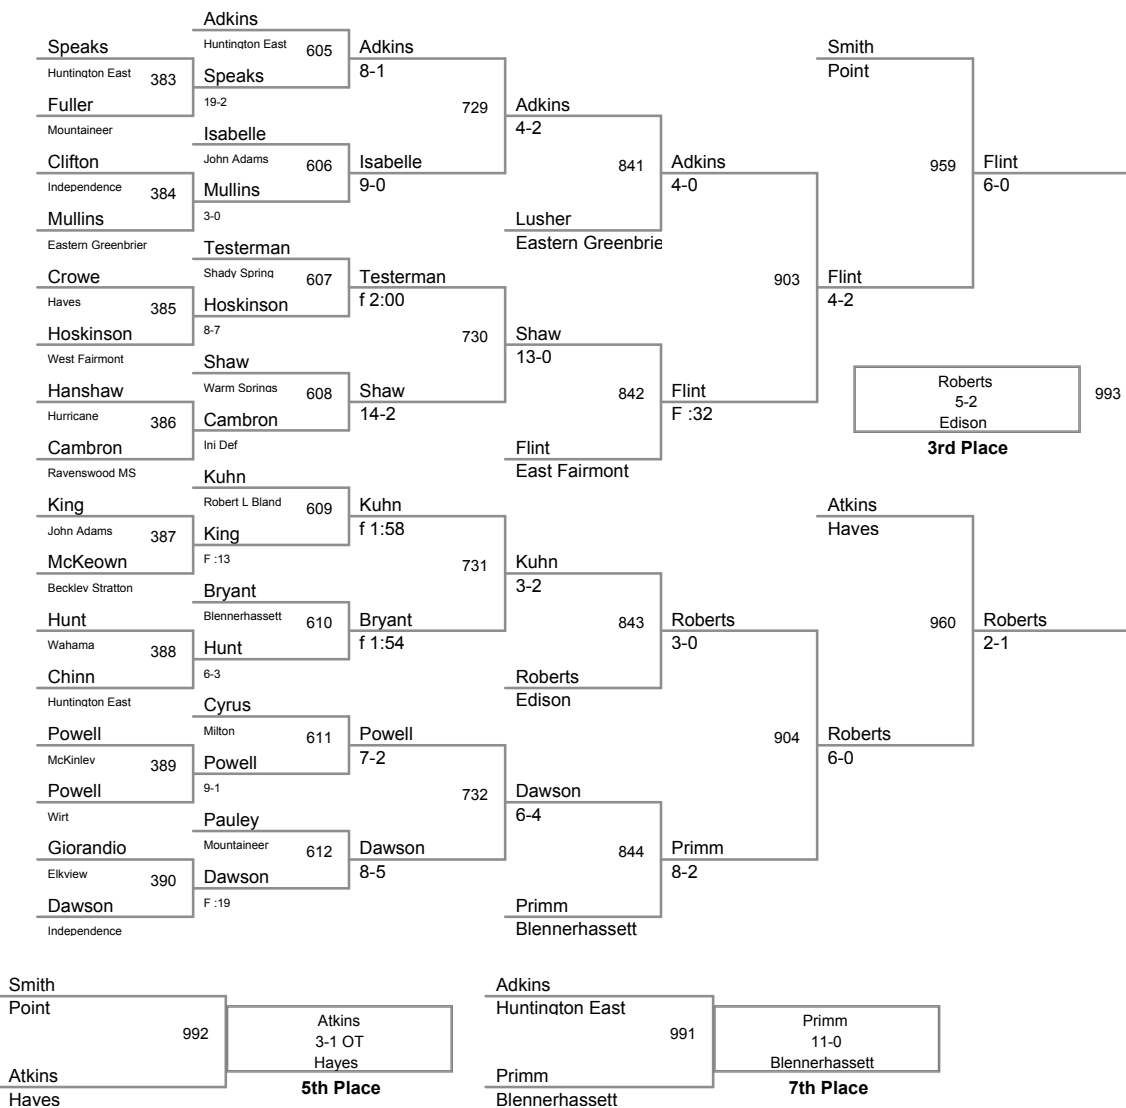 Adkins
Huntington East 605
Speaks
Huntington East 383
Speaks
19-2
Fuller
Mountaineer
Adkins
8-1
Isabelle
John Adams 606
Clifton
Independence 384
Mullins
3-0
Mullins
Eastern Greenbrier
Isabelle
9-0
729
Adkins
4-2
Testerman
Shady Spring 607
Crowe
Hayes 385
Hoskinson
8-7
Hoskinson
West Fairmont
Testerman
f 2:00
Shaw
Warm Springs 608
Hanshaw
Hurricane 386
Cambron
Inj Def
Cambron
Ravenswood MS
Shaw
14-2
730
Shaw
13-0
Kuhn
Robert L Bland 609
King
John Adams 387
King
F :13
McKeown
Beckley Stratton
Kuhn
f 1:58
Bryant
Blennerhassett 610
Hunt
Wahama 388
Hunt
6-3
Chinn
Huntington East
Bryant
f 1:54
731
Kuhn
3-2
Cyrus
Milton 611
Powell
McKinley 389
Powell
9-1
Powell
Wirt
Powell
7-2
Pauley
Mountaineer 612
Giorandio
Elkview 390
Dawson
F :19
Dawson
Independence
Dawson
8-5
732
Dawson
6-4
841
Lusher
Eastern Greenbrie
Adkins
4-0
842
Flint
East Fairmont
Flint
F :32
843
Roberts
Edison
Roberts
3-0
844
Primm
Blennerhassett
Primm
8-2
903
Flint
4-2
904
Roberts
6-0
Smith
Point
959
Flint
6-0
Roberts
5-2
Edison
993
3rd Place
Atkins
Hayes
960
Roberts
2-1
Smith
Point
992
Atkins
Hayes
Atkins
3-1 OT
Hayes
5th Place
Adkins
Huntington East
991
Primm
Blennerhassett
Primm
11-0
Blennerhassett
7th Place